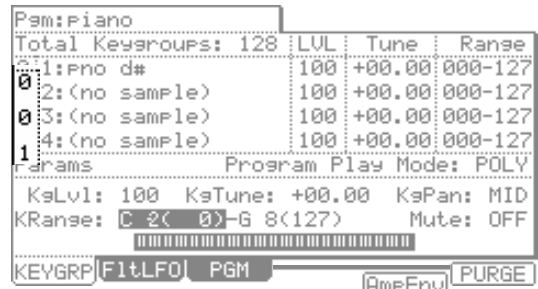 Pgm:piano
Total Keygroups: 128 LVL Tune Range
1:pno d# 100 +00.00 000-127
0 2:(no sample) 100 +00.00 000-127
0 3:(no sample) 100 +00.00 000-127
1 4:(no sample) 100 +00.00 000-127
Params Program Play Mode: POLY
KgLvl: 100 KgTune: +00.00 KgPan: MID
KRange: C 2( 0)-G 8(127) Mute: OFF
KEYGRP FltLFO PGM AmpEnv PURGE